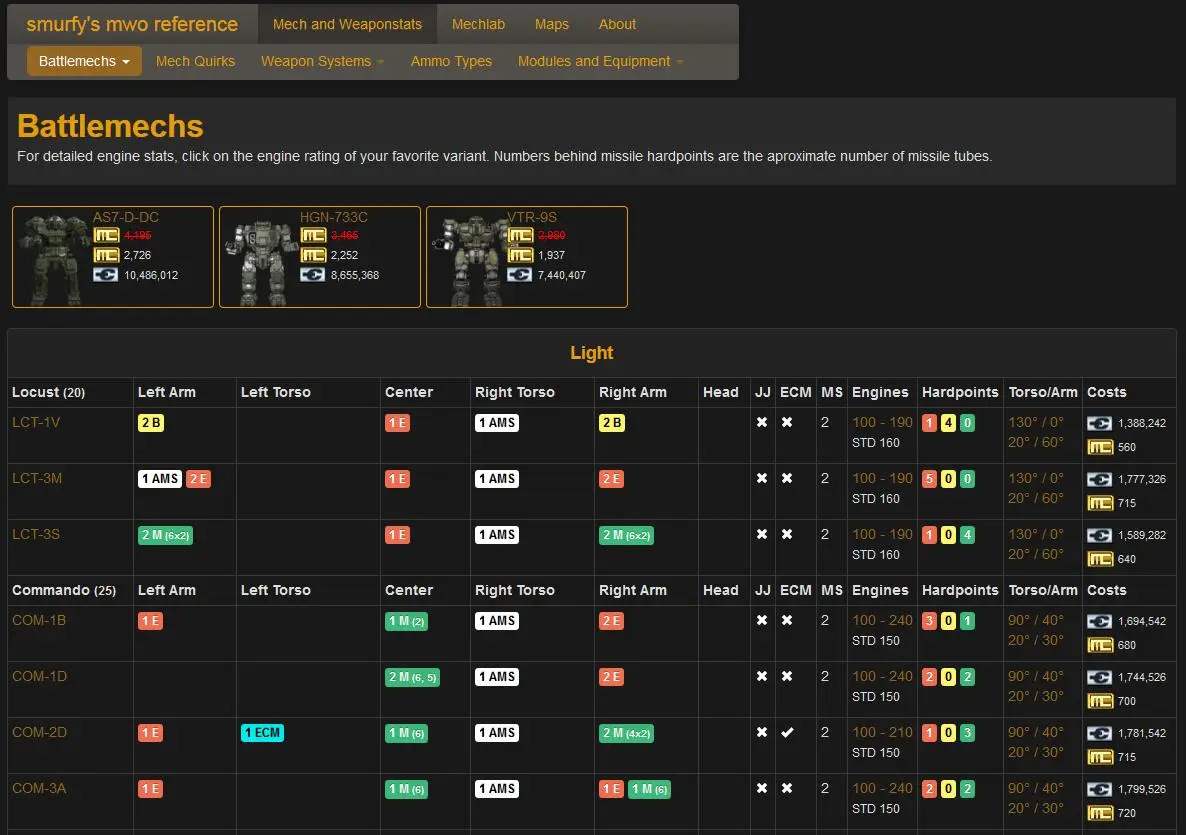 smurfy's mwo reference Mech and Weaponstats Mechlab Maps About
Battlemechs Mech Quirks Weapon Systems Ammo Types Modules and Equipment
Battlemechs
For detailed engine stats, click on the engine rating of your favorite variant. Numbers behind missile hardpoints are the aproximate number of missile tubes.
AS7-D-DC
MC 4,195
MC 2,726
10,486,012
HGN-733C
MC 3,465
MC 2,252
8,655,368
VTR-9S
MC 2,980
MC 1,937
7,440,407
Light
Locust (20) Left Arm Left Torso Center Right Torso Right Arm Head JJ ECM MS Engines Hardpoints Torso/Arm Costs
LCT-1V 2 B 1 E 1 AMS 2 B 2 100 - 190 1 4 0 130° / 0° 1,388,242
STD 160 20° / 60° MC 560
LCT-3M 1 AMS 2 E 1 E 1 AMS 2 E 2 100 - 190 5 0 0 130° / 0° 1,777,326
STD 160 20° / 60° MC 715
LCT-3S 2 M (6x2) 1 E 1 AMS 2 M (6x2) 2 100 - 190 1 0 4 130° / 0° 1,589,282
STD 160 20° / 60° MC 640
Commando (25) Left Arm Left Torso Center Right Torso Right Arm Head JJ ECM MS Engines Hardpoints Torso/Arm Costs
COM-1B 1 E 1 M (2) 1 AMS 2 E 2 100 - 240 3 0 1 90° / 40° 1,694,542
STD 150 20° / 30° MC 680
COM-1D 2 M (6, 5) 1 AMS 2 E 2 100 - 240 2 0 2 90° / 40° 1,744,526
STD 150 20° / 30° MC 700
COM-2D 1 E 1 ECM 1 M (6) 1 AMS 2 M (4x2) 2 100 - 210 1 0 3 90° / 40° 1,781,542
STD 150 20° / 30° MC 715
COM-3A 1 E 1 M (6) 1 AMS 1 E 1 M (6) 2 100 - 240 2 0 2 90° / 40° 1,799,526
STD 150 20° / 30° MC 720